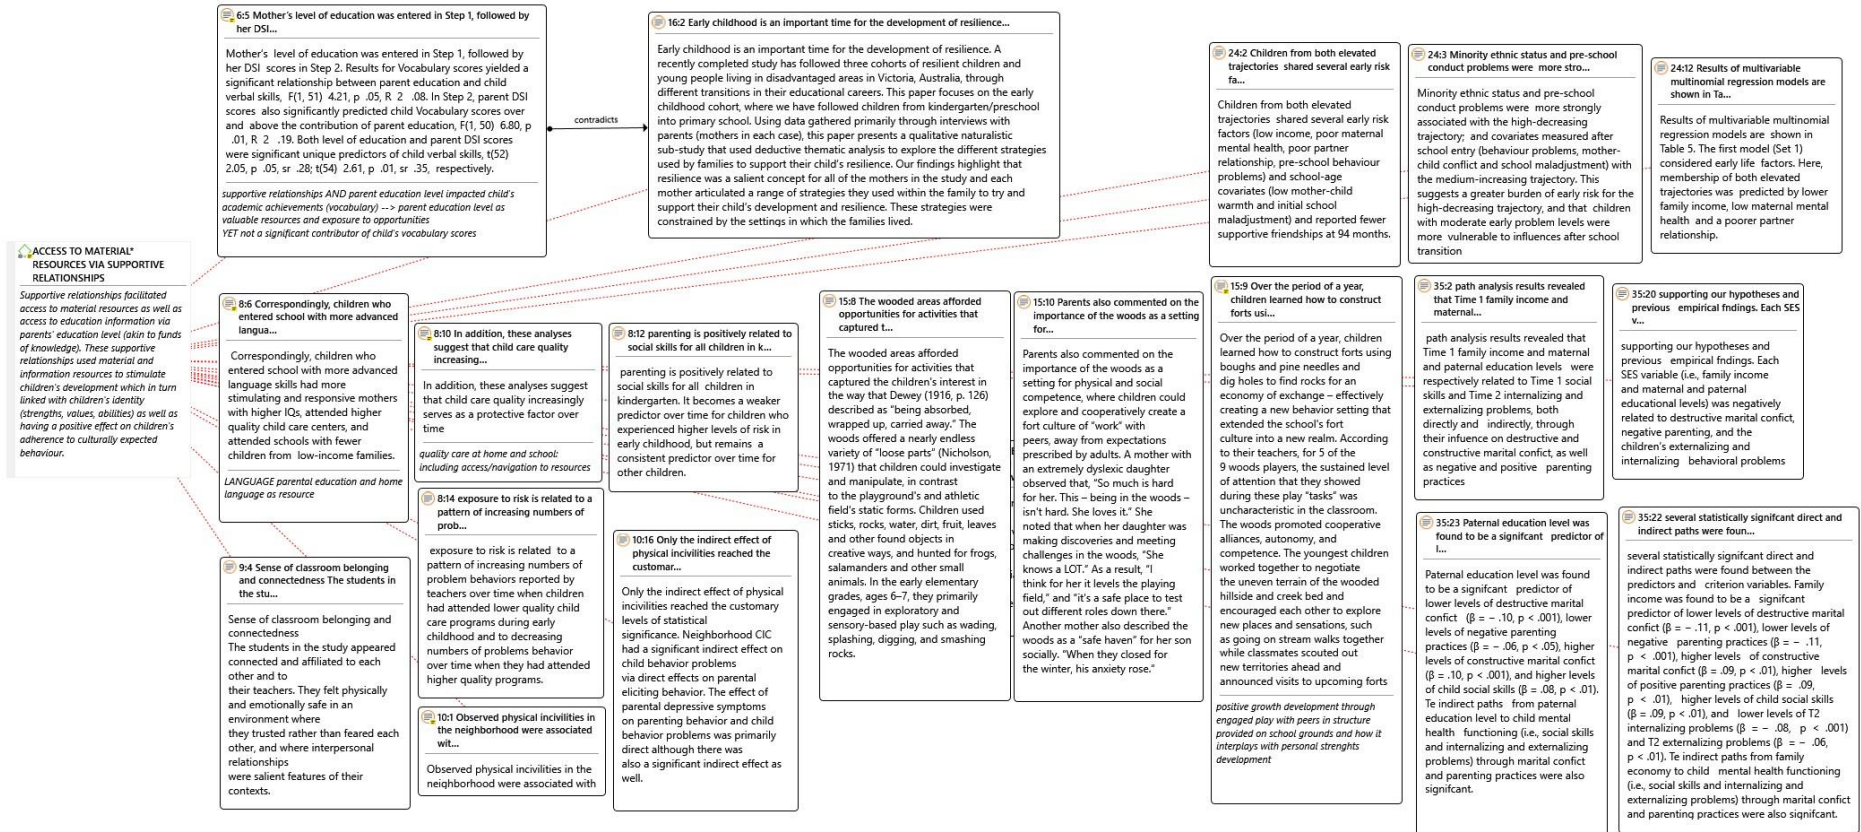 6:5 Mother's level of education was entered in Step 1, followed by
her DSI...
Mother's level of education was entered in Step 1, followed by
her DSI scores in Step 2. Results for Vocabulary scores yielded a
significant relationship between parent education and child
verbal skills, F(1, 51) 4.21, p .05, R 2 .08. In Step 2, parent DSI
scores also significantly predicted child Vocabulary scores over
and above the contribution of parent education, F(1, 50) 6.80, p
.01, R 2 .19. Both level of education and parent DSI scores
were significant unique predictors of child verbal skills, t(52)
2.05, p .05, sr .28; t(54) 2.61, p .01, sr .35, respectively.
supportive relationships AND parent education level impacted child's
academic achievements (vocabulary) --> parent education level as
valuable resources and exposure to opportunities
YET not a significant contributor of child's vocabulary scores
contradicts
16:2 Early childhood is an important time for the development of resilience...
Early childhood is an important time for the development of resilience. A
recently completed study has followed three cohorts of resilient children and
young people living in disadvantaged areas in Victoria, Australia, through
different transitions in their educational careers. This paper focuses on the early
childhood cohort, where we have followed children from kindergarten/preschool
into primary school. Using data gathered primarily through interviews with
parents (mothers in each case), this paper presents a qualitative naturalistic
sub-study that used deductive thematic analysis to explore the different strategies
used by families to support their child's resilience. Our findings highlight that
resilience was a salient concept for all of the mothers in the study and each
mother articulated a range of strategies they used within the family to try and
support their child's development and resilience. These strategies were
constrained by the settings in which the families lived.
24:2 Children from both elevated
trajectories shared several early risk
fa...
Children from both elevated
trajectories shared several early risk
factors (low income, poor maternal
mental health, poor partner
relationship, pre-school behaviour
problems) and school-age
covariates (low mother-child
warmth and initial school
maladjustment) and reported fewer
supportive friendships at 94 months.
24:3 Minority ethnic status and pre-school
conduct problems were more stro...
Minority ethnic status and pre-school
conduct problems were more strongly
associated with the high-decreasing
trajectory; and covariates measured after
school entry (behaviour problems, mother-
child conflict and school maladjustment) with
the medium-increasing trajectory. This
suggests a greater burden of early risk for the
high-decreasing trajectory, and that children
with moderate early problem levels were
more vulnerable to influences after school
transition
24:12 Results of multivariable
multinomial regression models are
shown in Ta...
Results of multivariable multinomial
regression models are shown in
Table 5. The first model (Set 1)
considered early life factors. Here,
membership of both elevated
trajectories was predicted by lower
family income, low maternal mental
health and a poorer partner
relationship.
ACCESS TO MATERIAL*
RESOURCES VIA SUPPORTIVE
RELATIONSHIPS
Supportive relationships facilitated
access to material resources as well as
access to education information via
parents' education level (akin to funds
of knowledge). These supportive
relationships used material and
information resources to stimulate
children's development which in turn
linked with children's identity
(strengths, values, abilities) as well as
having a positive effect on children's
adherence to culturally expected
behaviour.
8:6 Correspondingly, children who
entered school with more advanced
langua...
Correspondingly, children who
entered school with more advanced
language skills had more
stimulating and responsive mothers
with higher IQs, attended higher
quality child care centers, and
attended schools with fewer
children from low-income families.
LANGUAGE parental education and home
language as resource
8:10 In addition, these analyses
suggest that child care quality
increasing...
In addition, these analyses suggest
that child care quality increasingly
serves as a protective factor over
time
quality care at home and school:
including access/navigation to resources
8:12 parenting is positively related to
social skills for all children in k...
parenting is positively related to
social skills for all children in
kindergarten. It becomes a weaker
predictor over time for children who
experienced higher levels of risk in
early childhood, but remains a
consistent predictor over time for
other children.
15:8 The wooded areas afforded
opportunities for activities that
captured t...
The wooded areas afforded
opportunities for activities that
captured the children's interest in
the way that Dewey (1916, p. 126)
described as "being absorbed,
wrapped up, carried away." The
woods offered a nearly endless
variety of "loose parts" (Nicholson,
1971) that children could investigate
and manipulate, in contrast
to the playground's and athletic
field's static forms. Children used
sticks, rocks, water, dirt, fruit, leaves
and other found objects in
creative ways, and hunted for frogs,
salamanders and other small
animals. In the early elementary
grades, ages 6–7, they primarily
engaged in exploratory and
sensory-based play such as wading,
splashing, digging, and smashing
rocks.
15:10 Parents also commented on the
importance of the woods as a setting
for...
Parents also commented on the
importance of the woods as a
setting for physical and social
competence, where children could
explore and cooperatively create a
fort culture of "work" with
peers, away from expectations
prescribed by adults. A mother with
an extremely dyslexic daughter
observed that, "So much is hard
for her. This – being in the woods –
isn't hard. She loves it." She
noted that when her daughter was
making discoveries and meeting
challenges in the woods, "She
knows a LOT." As a result, "I
think for her it levels the playing
field," and "it's a safe place to test
out different roles down there."
Another mother also described the
woods as a "safe haven" for her son
socially. "When they closed for
the winter, his anxiety rose."
15:9 Over the period of a year,
children learned how to construct
forts usi...
Over the period of a year, children
learned how to construct forts using
boughs and pine needles and
dig holes to find rocks for an
economy of exchange – effectively
creating a new behavior setting that
extended the school's fort
culture into a new realm. According
to their teachers, for 5 of the
9 woods players, the sustained level
of attention that they showed
during these play "tasks" was
uncharacteristic in the classroom.
The woods promoted cooperative
alliances, autonomy, and
competence. The youngest children
worked together to negotiate
the uneven terrain of the wooded
hillside and creek bed and
encouraged each other to explore
new places and sensations, such
as going on stream walks together
while classmates scouted out
new territories ahead and
announced visits to upcoming forts
positive growth development through
engaged play with peers in structure
provided on school grounds and how it
interplays with personal strenghts
development
35:2 path analysis results revealed
that Time 1 family income and
maternal...
path analysis results revealed that
Time 1 family income and maternal
and paternal education levels were
respectively related to Time 1 social
skills and Time 2 internalizing and
externalizing problems, both
directly and indirectly, through
their infuence on destructive and
constructive marital confict, as well
as negative and positive parenting
practices
35:20 supporting our hypotheses and
previous empirical fndings. Each SES
v...
supporting our hypotheses and
previous empirical fndings. Each
SES variable (i.e., family income
and maternal and paternal
educational levels) was negatively
related to destructive marital confict,
negative parenting, and the
children's externalizing and
internalizing behavioral problems
8:14 exposure to risk is related to a
pattern of increasing numbers of
prob...
exposure to risk is related to a
pattern of increasing numbers of
problem behaviors reported by
teachers over time when children
had attended lower quality child
care programs during early
childhood and to decreasing
numbers of problems behavior
over time when they had attended
higher quality programs.
10:16 Only the indirect effect of
physical incivilities reached the
customar...
Only the indirect effect of physical
incivilities reached the customary
levels of statistical
significance. Neighborhood CIC
had a significant indirect effect on
child behavior problems
via direct effects on parental
eliciting behavior. The effect of
parental depressive symptoms
on parenting behavior and child
behavior problems was primarily
direct although there was
also a significant indirect effect as
well.
9:4 Sense of classroom belonging
and connectedness The students in
the stu...
Sense of classroom belonging and
connectedness
The students in the study appeared
connected and affiliated to each
other and to
their teachers. They felt physically
and emotionally safe in an
environment where
they trusted rather than feared each
other, and where interpersonal
relationships
were salient features of their
contexts.
10:1 Observed physical incivilities in
the neighborhood were associated
wit...
Observed physical incivilities in the
neighborhood were associated with
35:23 Paternal education level was
found to be a signifcant predictor of
l...
Paternal education level was found
to be a signifcant predictor of
lower levels of destructive marital
confict (β = − .10, p < .001), lower
levels of negative parenting
practices (β = − .06, p < .05), higher
levels of constructive marital confict
(β = .10, p < .001), and higher levels
of child social skills (β = .08, p < .01).
Te indirect paths from paternal
education level to child mental
health functioning (i.e., social skills
and internalizing and externalizing
problems) through marital confict
and parenting practices were also
signifcant.
35:22 several statistically signifcant direct and
indirect paths were foun...
several statistically signifcant direct and
indirect paths were found between the
predictors and criterion variables. Family
income was found to be a signifcant
predictor of lower levels of destructive marital
confict (β = − .11, p < .001), lower levels of
negative parenting practices (β = − .11,
p < .001), higher levels of constructive
marital confict (β = .09, p < .01), higher levels
of positive parenting practices (β = .09,
p < .01), higher levels of child social skills
(β = .09, p < .01), and lower levels of T2
internalizing problems (β = − .08, p < .001)
and T2 externalizing problems (β = − .06,
p < .01). Te indirect paths from family
economy to child mental health functioning
(i.e., social skills and internalizing and
externalizing problems) through marital confict
and parenting practices were also signifcant.